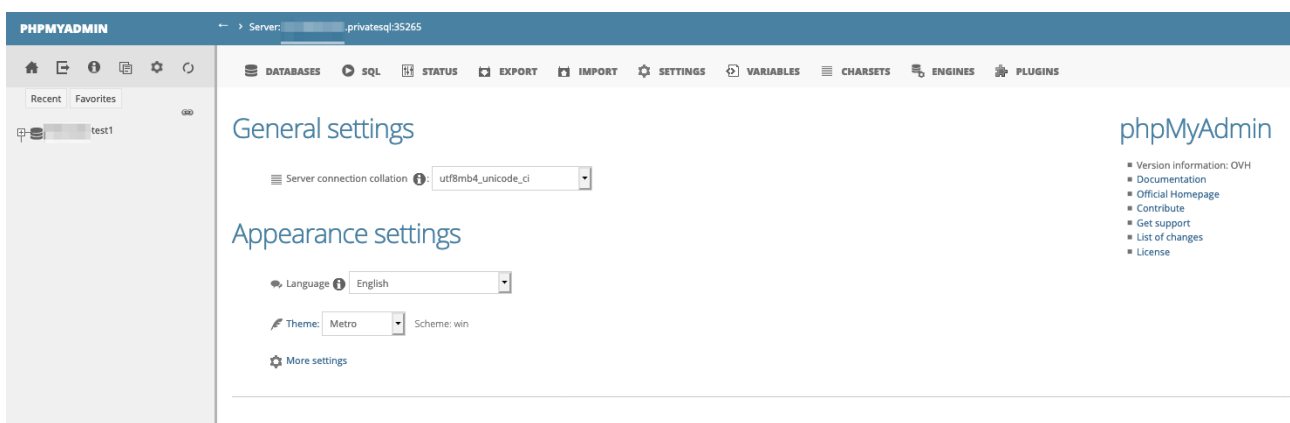 PHPMYADMIN
Server: .privatesql:35265
DATABASES SQL STATUS EXPORT IMPORT SETTINGS VARIABLES CHARSETS ENGINES PLUGINS
Recent Favorites
test1
General settings
Server connection collation : utf8mb4_unicode_ci
Appearance settings
Language English
Theme: Metro Scheme: win
More settings
phpMyAdmin
Version information: OVH
Documentation
Official Homepage
Contribute
Get support
List of changes
License